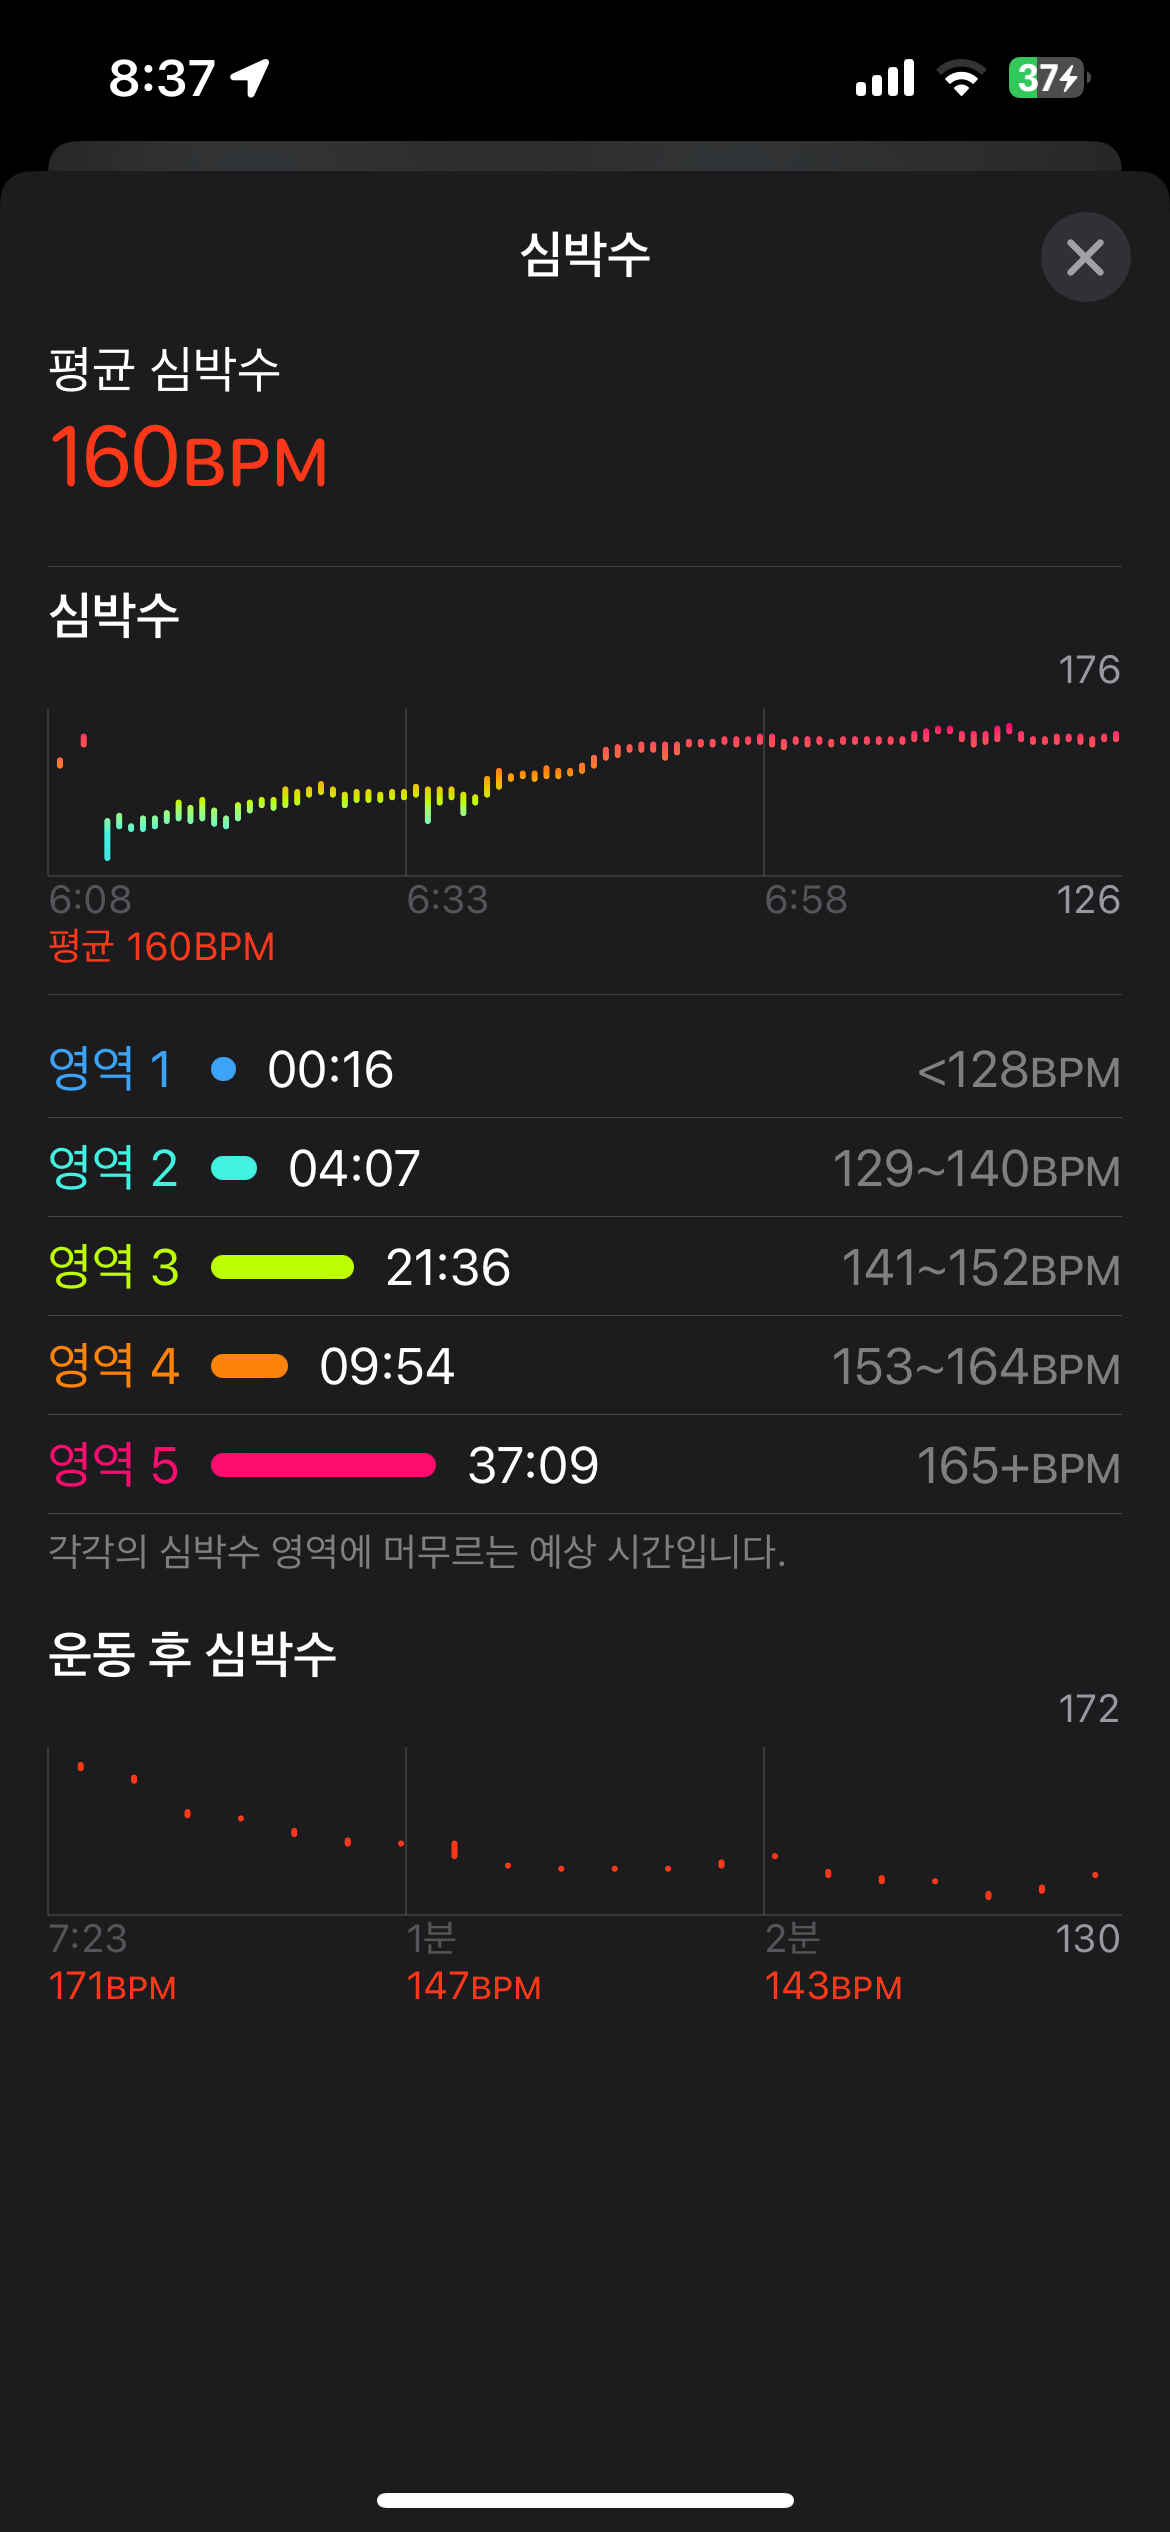 8:37
37
심박수
평균 심박수
160BPM
심박수
176
6:08 6:33 6:58 126
평균 160BPM
영역 1 00:16 <128BPM
영역 2 04:07 129~140BPM
영역 3 21:36 141~152BPM
영역 4 09:54 153~164BPM
영역 5 37:09 165+BPM
각각의 심박수 영역에 머무르는 예상 시간입니다.
운동 후 심박수
172
7:23 1분 2분 130
171BPM 147BPM 143BPM